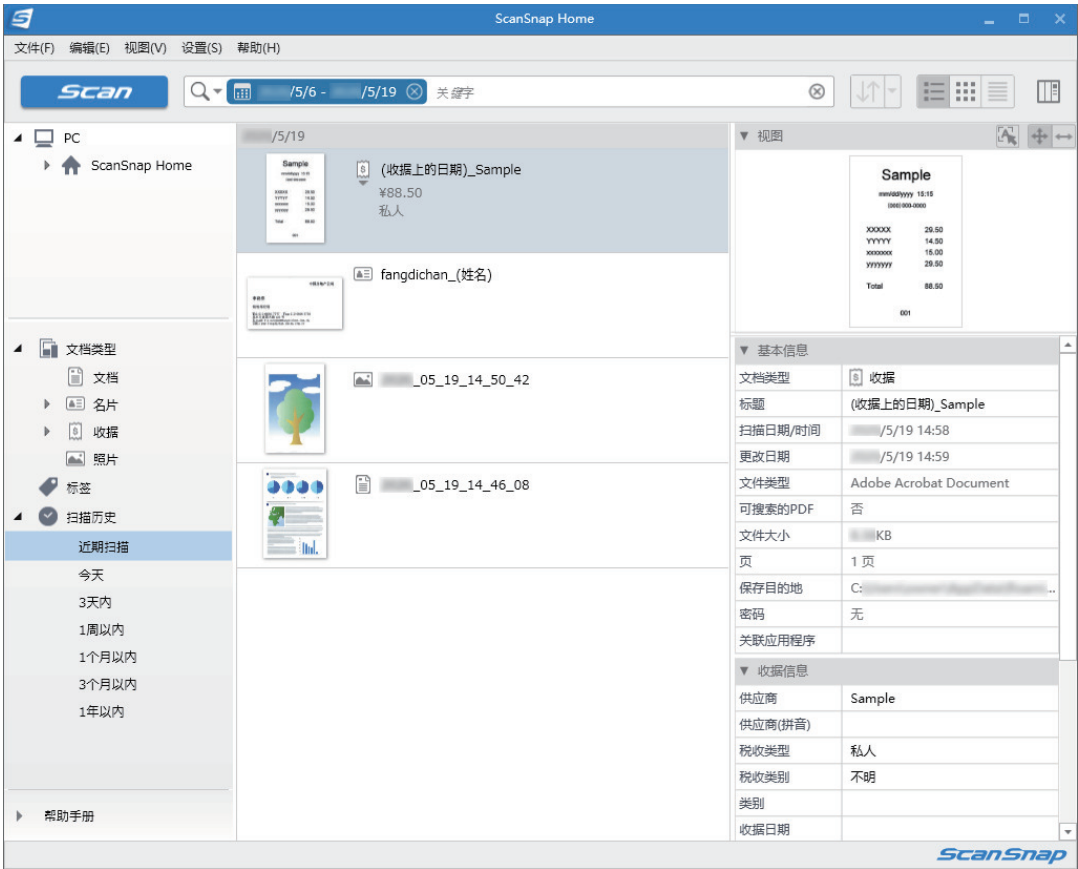 ScanSnap Home
文件(F) 编辑(E) 视图(V) 设置(S) 帮助(H)
Scan
/5/6 - /5/19 关键字
PC
ScanSnap Home
文档类型
文档
名片
收据
照片
标签
扫描历史
近期扫描
今天
3天内
1周以内
1个月以内
3个月以内
1年以内
帮助手册
/5/19
Sample
(收据上的日期)_Sample
¥88.50
私人
fangdichan_(姓名)
_05_19_14_50_42
_05_19_14_46_08
视图
Sample
mm/dd/yyyy 15:15
(000) 000-0000
XXXXX 29.50
YYYYY 14.50
xxxxxxx 15.00
yyyyyyy 29.50
Total 88.50
001
基本信息
文档类型 收据
标题 (收据上的日期)_Sample
扫描日期/时间 /5/19 14:58
更改日期 /5/19 14:59
文件类型 Adobe Acrobat Document
可搜索的PDF 否
文件大小 KB
页 1 页
保存目的地 C: ...
密码 无
关联应用程序
收据信息
供应商 Sample
供应商(拼音)
税收类型 私人
税收类别 不明
类别
收据日期
ScanSnap